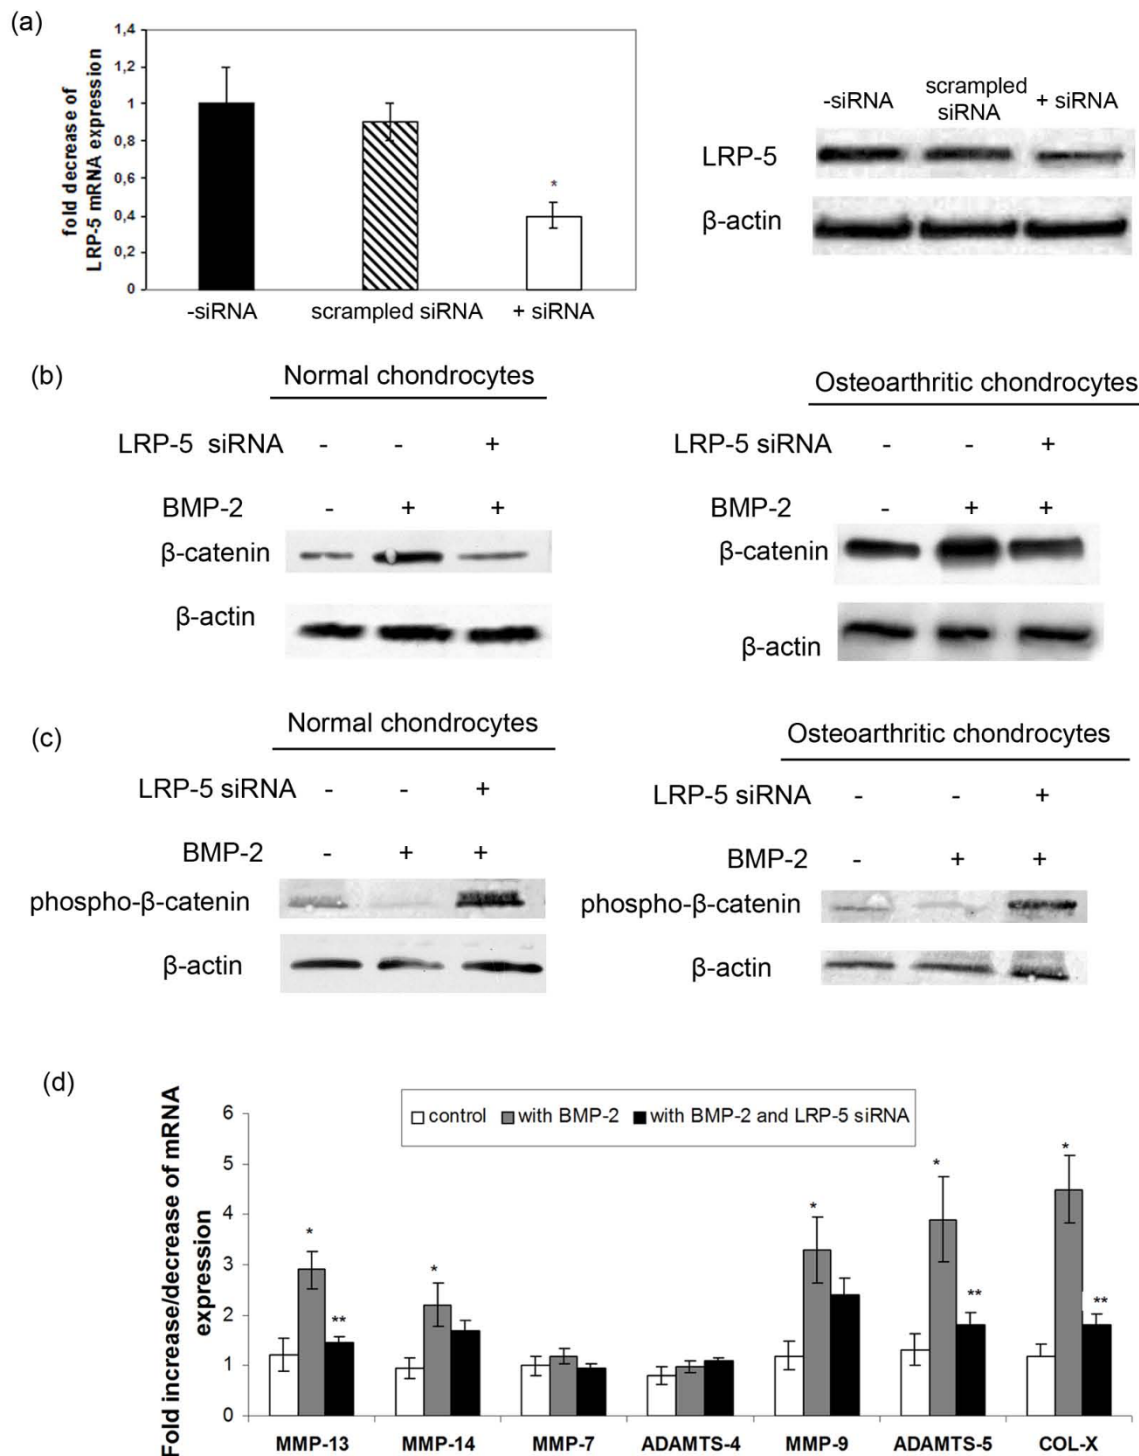 (a)
fold decrease of
LRP-5 mRNA expression
1,4
1,2
1
0,8
0,6
0,4
0,2
0
*
-siRNA scrampled siRNA + siRNA
-siRNA scrampled siRNA + siRNA
LRP-5
β-actin
(b)
Normal chondrocytes
LRP-5 siRNA - - +
BMP-2 - + +
β-catenin
β-actin
Osteoarthritic chondrocytes
LRP-5 siRNA - - +
BMP-2 - + +
β-catenin
β-actin
(c)
Normal chondrocytes
LRP-5 siRNA - - +
BMP-2 - + +
phospho-β-catenin
β-actin
Osteoarthritic chondrocytes
LRP-5 siRNA - - +
BMP-2 - + +
phospho-β-catenin
β-actin
(d)
Fold increase/decrease of mRNA
expression
control with BMP-2 with BMP-2 and LRP-5 siRNA
6
5
4
3
2
1
0
* ** * * * ** * **
MMP-13 MMP-14 MMP-7 ADAMTS-4 MMP-9 ADAMTS-5 COL-X